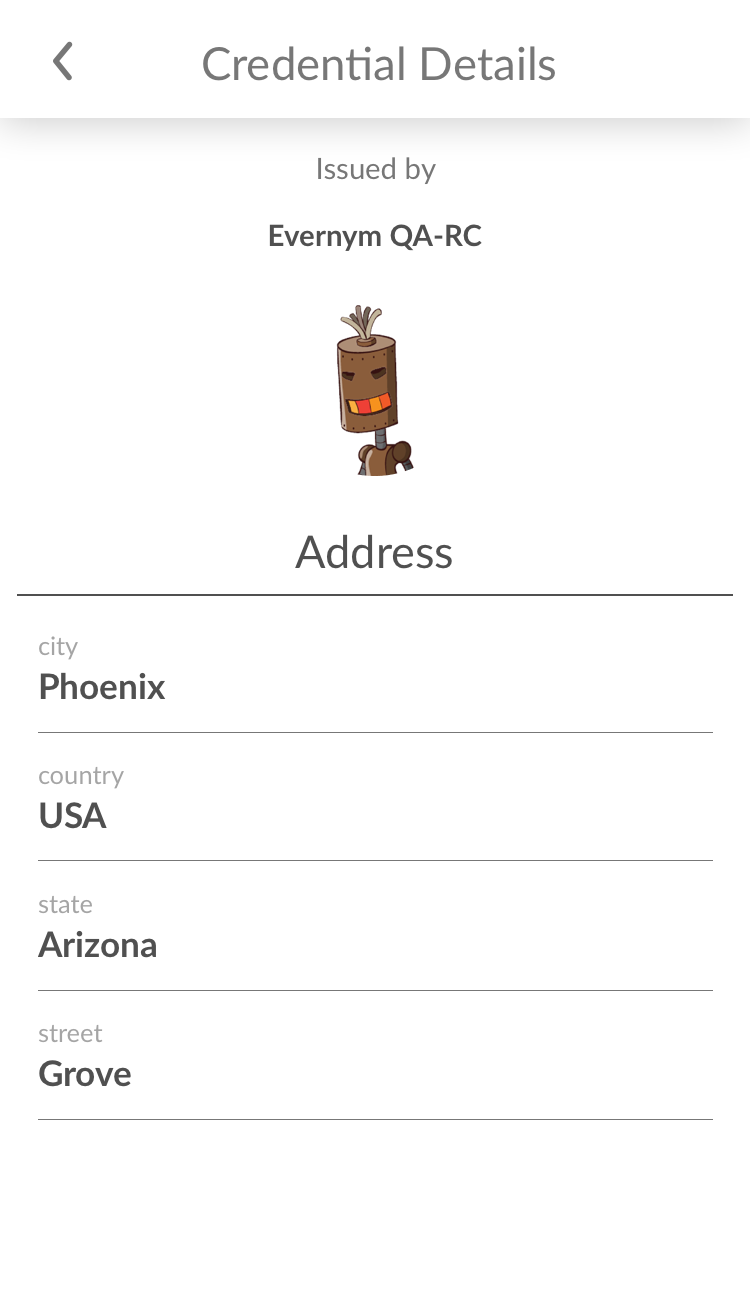 Credential Details
Issued by
Evernym QA-RC
Address
city
Phoenix
country
USA
state
Arizona
street
Grove